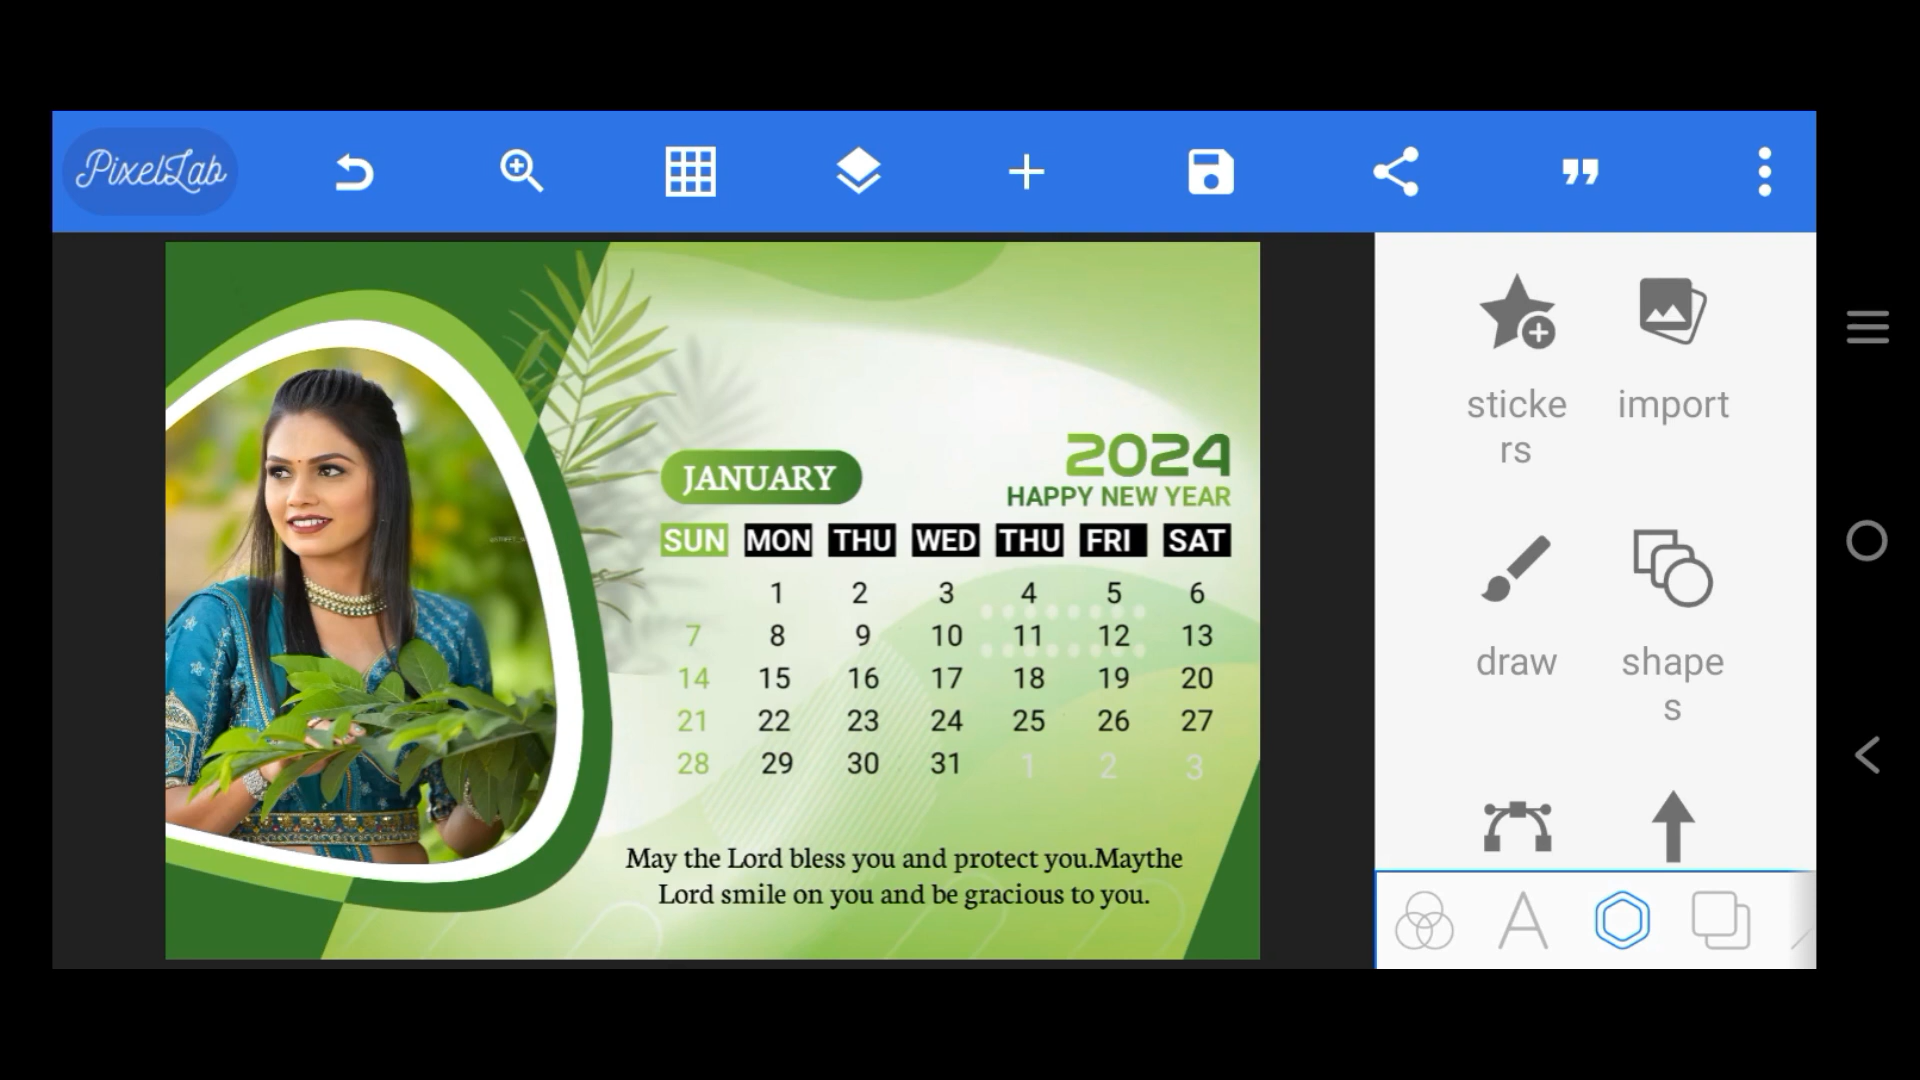 PixelLab
JANUARY
2024
HAPPY NEW YEAR
SUN MON THU WED THU FRI SAT
1 2 3 4 5 6
7 8 9 10 11 12 13
14 15 16 17 18 19 20
21 22 23 24 25 26 27
28 29 30 31 1 2 3
May the Lord bless you and protect you.Maythe
Lord smile on you and be gracious to you.
sticke
rs
import
draw
shape
s